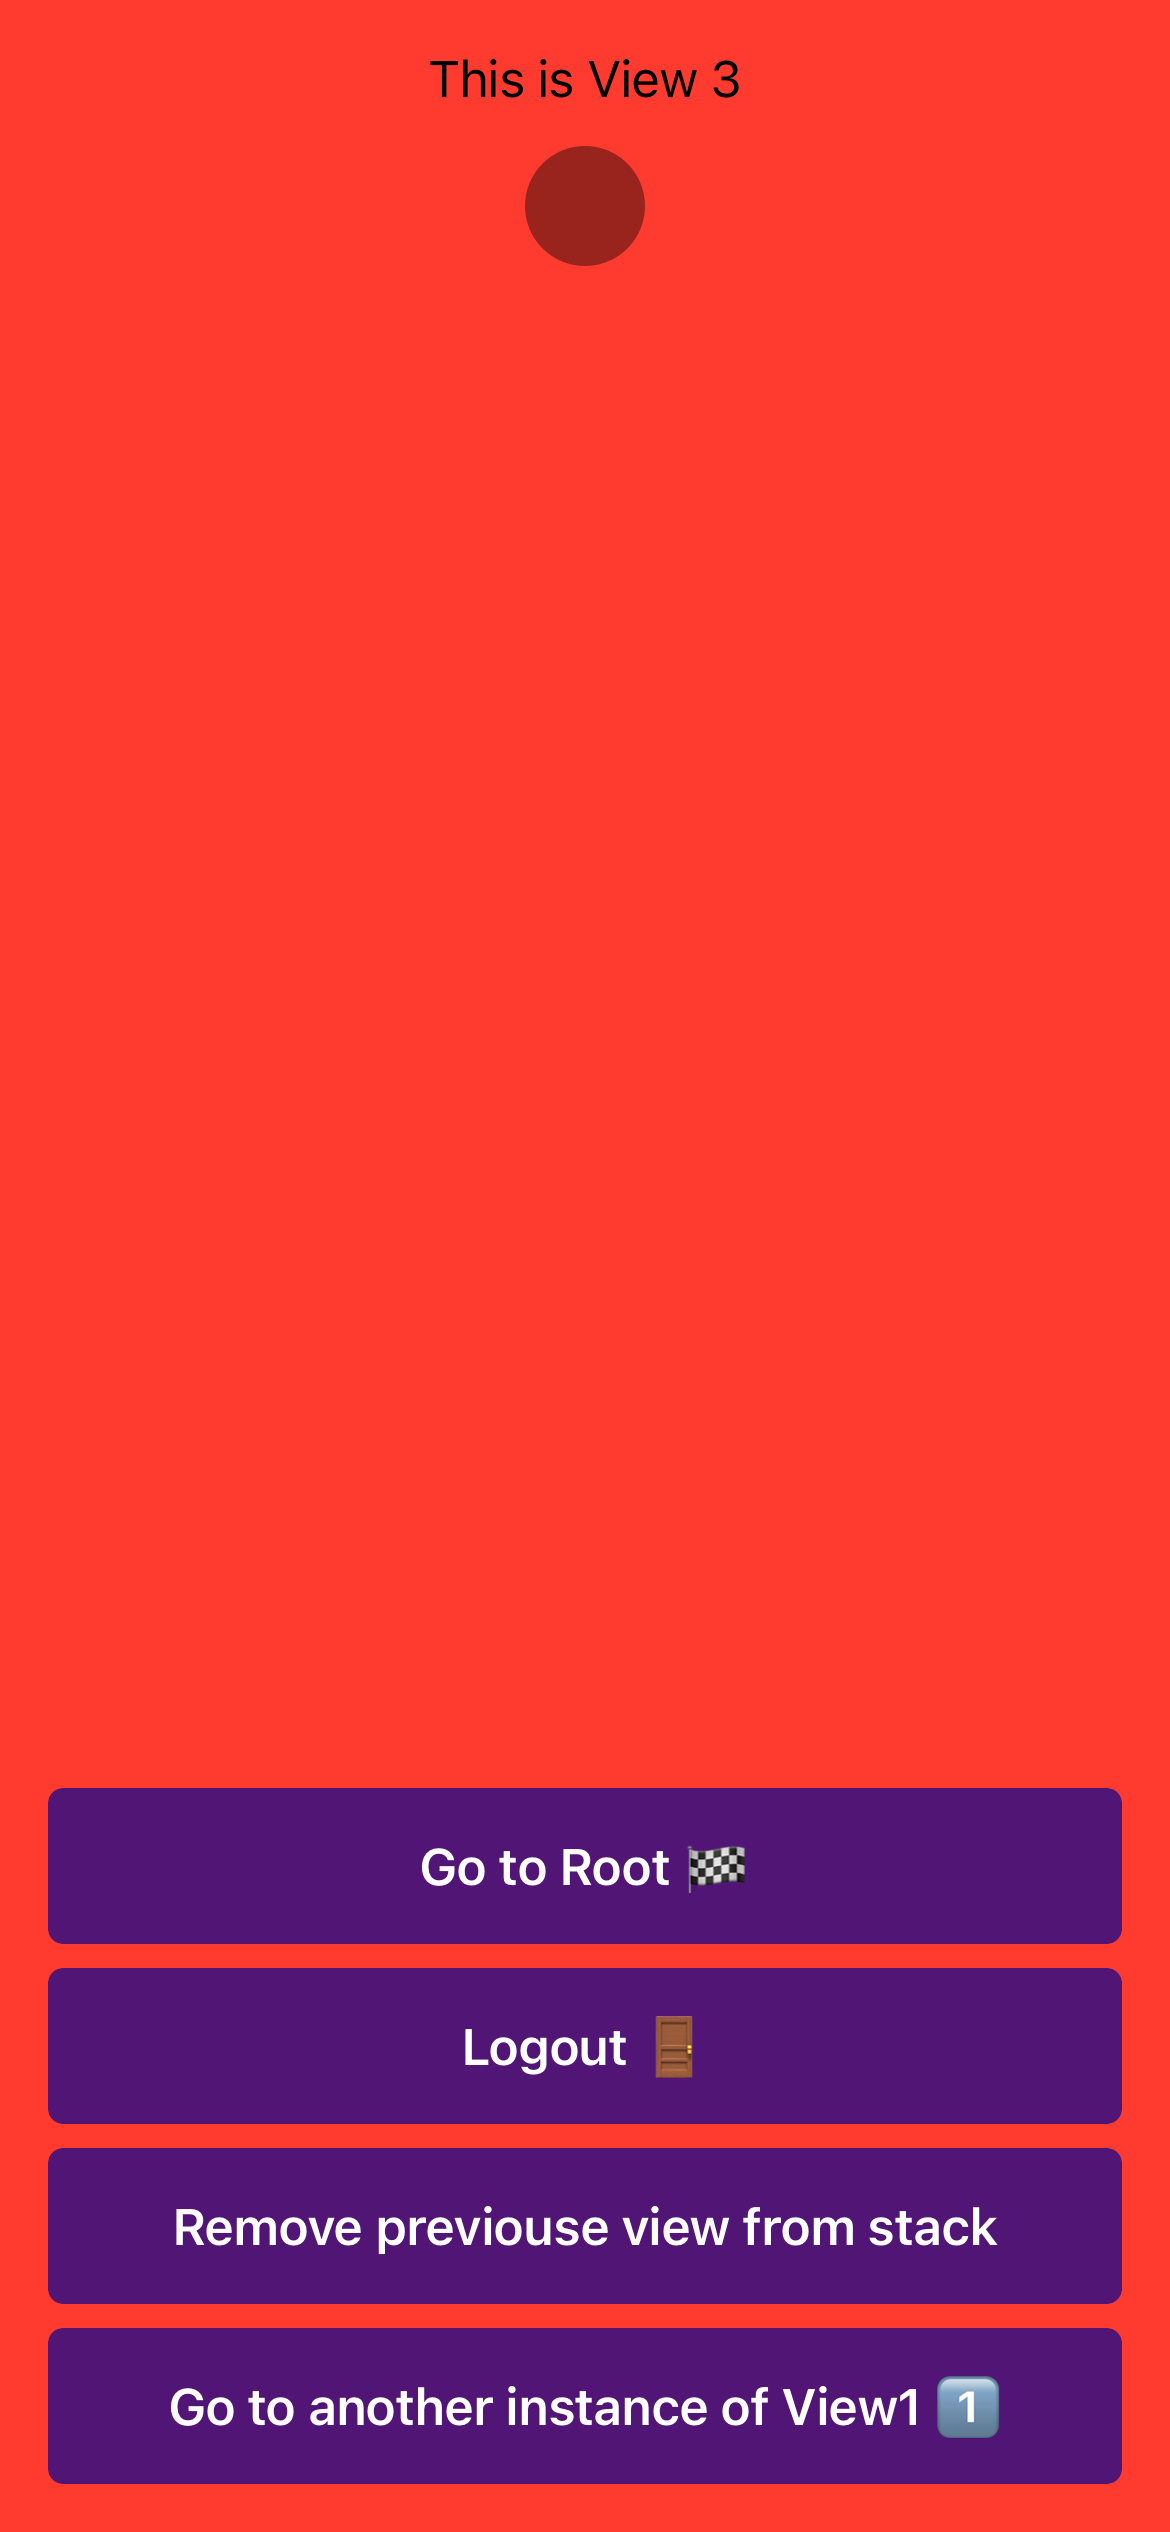 This is View 3
Go to Root 🏁
Logout 🚪
Remove previouse view from stack
Go to another instance of View1 1️⃣